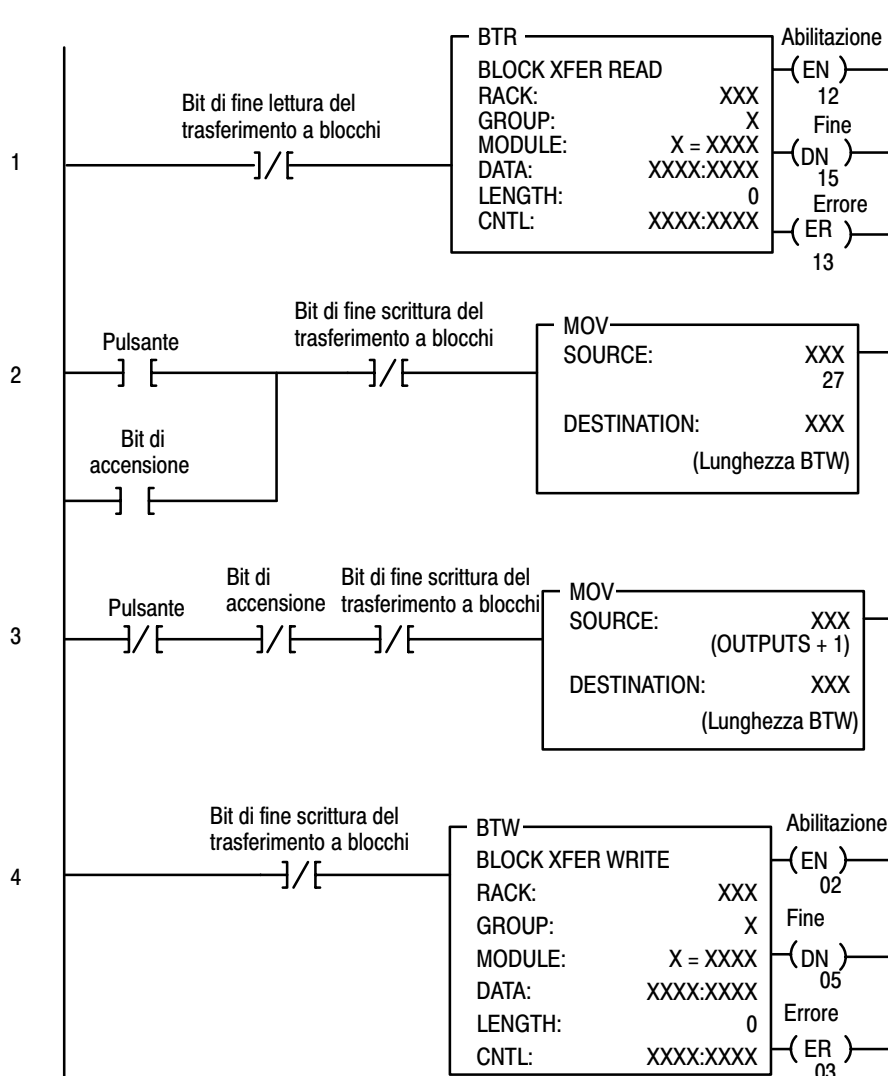 BTR
Abilitazione
BLOCK XFER READ
(EN)
RACK: XXX
12
Bit di fine lettura del
trasferimento a blocchi
GROUP: X
Fine
1
MODULE: X = XXXX
(DN)
DATA: XXXX:XXXX
15
LENGTH: 0
Errore
CNTL: XXXX:XXXX
(ER)
13
Bit di fine scrittura del
trasferimento a blocchi
MOV
Pulsante
SOURCE: XXX
27
2
DESTINATION: XXX
(Lunghezza BTW)
Bit di
accensione
Pulsante
Bit di
accensione
Bit di fine scrittura del
trasferimento a blocchi
MOV
SOURCE: XXX
(OUTPUTS + 1)
3
DESTINATION: XXX
(Lunghezza BTW)
Bit di fine scrittura del
trasferimento a blocchi
BTW
Abilitazione
BLOCK XFER WRITE
(EN)
02
4
RACK: XXX
GROUP: X
Fine
MODULE: X = XXXX
(DN)
05
DATA: XXXX:XXXX
LENGTH: 0
Errore
CNTL: XXXX:XXXX
(ER)
03